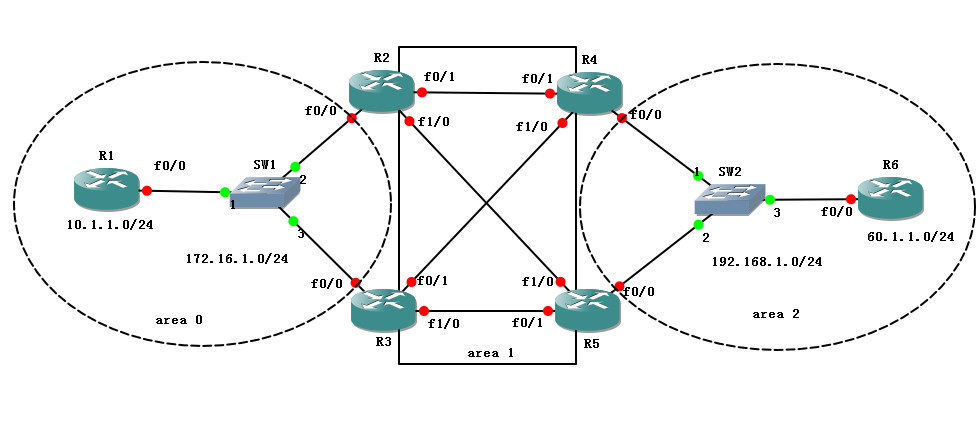 R2
R4
f0/1
f0/1
f0/0
f1/0
f1/0
f0/0
R1
f0/0
SW1
2
1
3
10.1.1.0/24
172.16.1.0/24
1
SW2
R6
3
f0/0
2
60.1.1.0/24
192.168.1.0/24
f0/0
f0/1
f1/0
f0/0
area 0
R3
f1/0
f0/1
R5
area 1
area 2